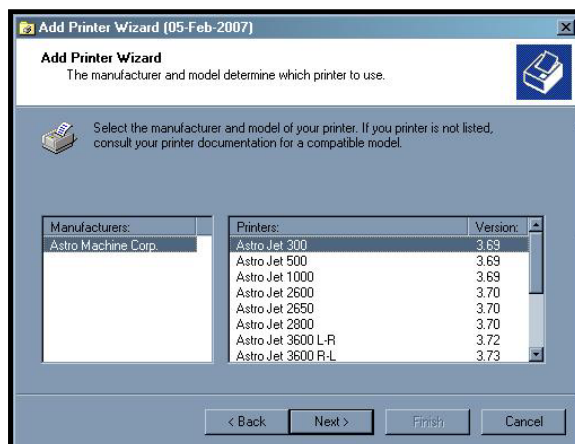 Add Printer Wizard (05-Feb-2007)
Add Printer Wizard
The manufacturer and model determine which printer to use.
Select the manufacturer and model of your printer. If you printer is not listed,
consult your printer documentation for a compatible model.
Manufacturers:
Astro Machine Corp.
Printers: Version:
Astro Jet 300 3.69
Astro Jet 500 3.69
Astro Jet 1000 3.69
Astro Jet 2600 3.70
Astro Jet 2650 3.70
Astro Jet 2800 3.70
Astro Jet 3600 L-R 3.72
Astro Jet 3600 R-L 3.73
< Back Next > Finish Cancel